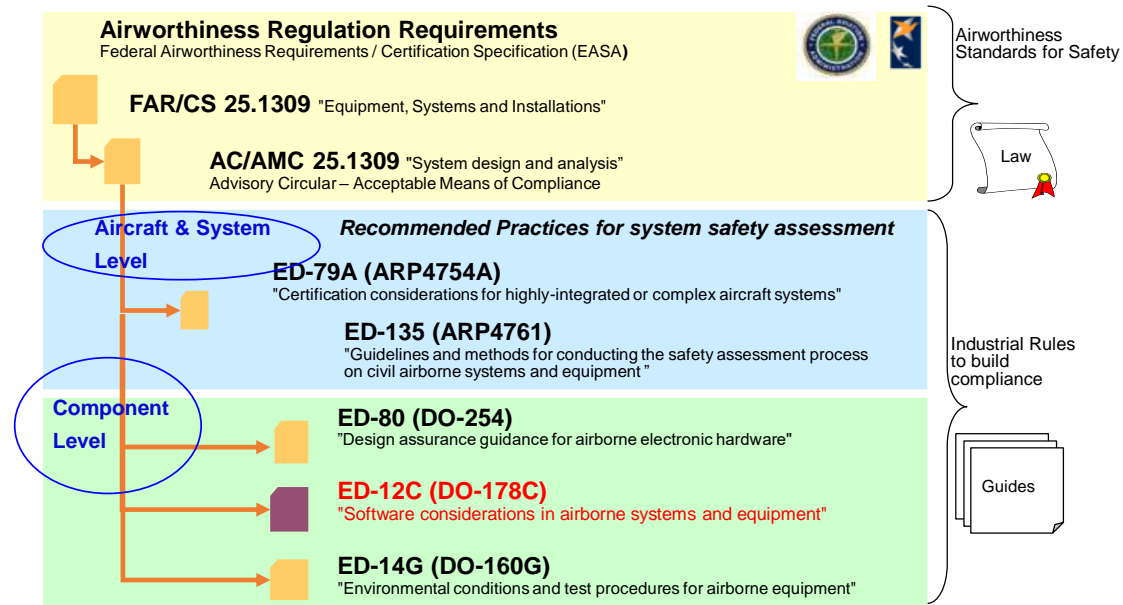 Airworthiness Regulation Requirements
Federal Airworthiness Requirements / Certification Specification (EASA)
Airworthiness
Standards for Safety
FAR/CS 25.1309 "Equipment, Systems and Installations"
AC/AMC 25.1309 "System design and analysis”
Advisory Circular – Acceptable Means of Compliance
Law
Aircraft & System
Level
Recommended Practices for system safety assessment
ED-79A (ARP4754A)
"Certification considerations for highly-integrated or complex aircraft systems"
ED-135 (ARP4761)
"Guidelines and methods for conducting the safety assessment process
on civil airborne systems and equipment ”
Industrial Rules
to build
compliance
Component
Level
ED-80 (DO-254)
”Design assurance guidance for airborne electronic hardware"
ED-12C (DO-178C)
"Software considerations in airborne systems and equipment"
Guides
ED-14G (DO-160G)
"Environmental conditions and test procedures for airborne equipment"